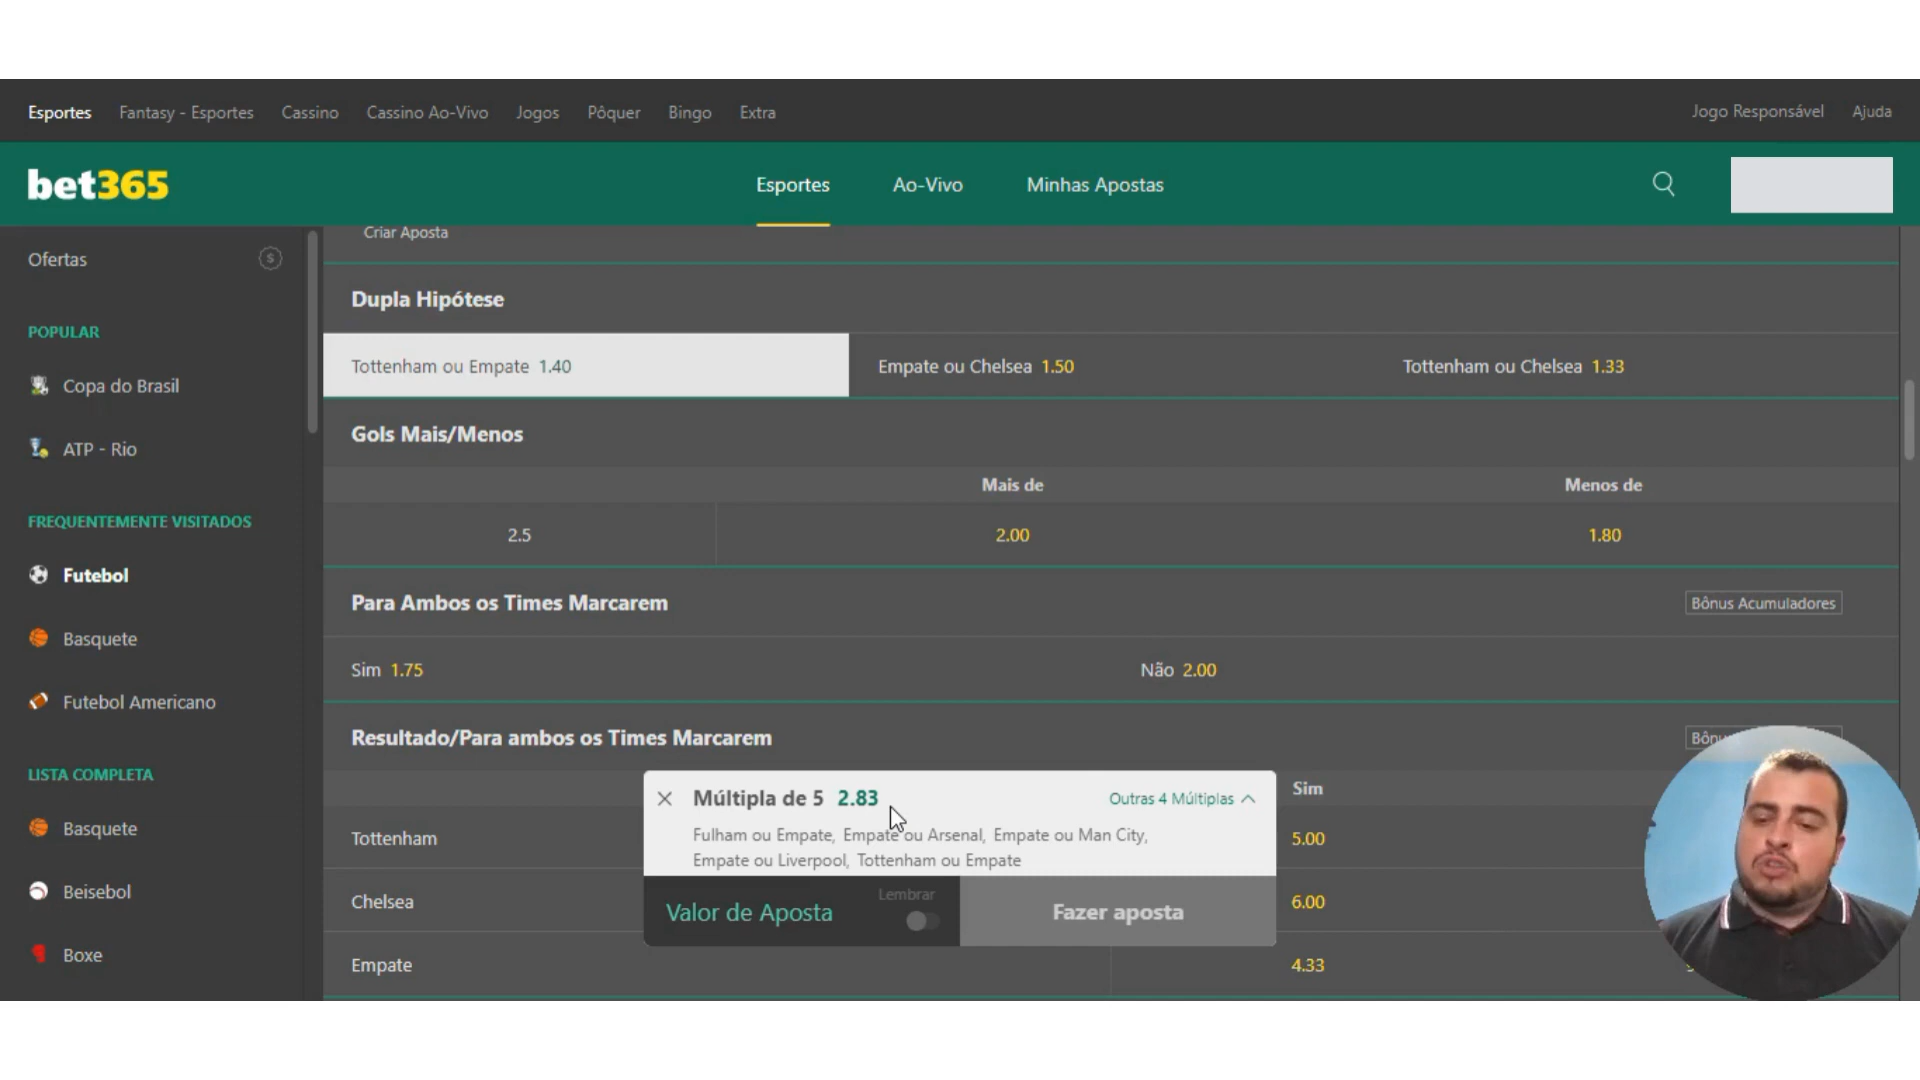 Esportes Fantasy - Esportes Cassino Cassino Ao-Vivo Jogos Pôquer Bingo Extra Jogo Responsável Ajuda
bet365 Esportes Ao-Vivo Minhas Apostas
Criar Aposta
Ofertas
Dupla Hipótese
POPULAR
Tottenham ou Empate 1.40 Empate ou Chelsea 1.50 Tottenham ou Chelsea 1.33
Copa do Brasil
Gols Mais/Menos
ATP - Rio
Mais de Menos de
FREQUENTEMENTE VISITADOS
2.5 2.00 1.80
Futebol
Para Ambos os Times Marcarem Bônus Acumuladores
Basquete
Sim 1.75 Não 2.00
Futebol Americano
Resultado/Para ambos os Times Marcarem
LISTA COMPLETA
Sim
Múltipla de 5 2.83 Outras 4 Múltiplas
Basquete
Tottenham 5.00
Fulham ou Empate, Empate ou Arsenal, Empate ou Man City,
Empate ou Liverpool, Tottenham ou Empate
Beisebol
Chelsea 6.00
Lembrar
Valor de Aposta Fazer aposta
Boxe
Empate 4.33